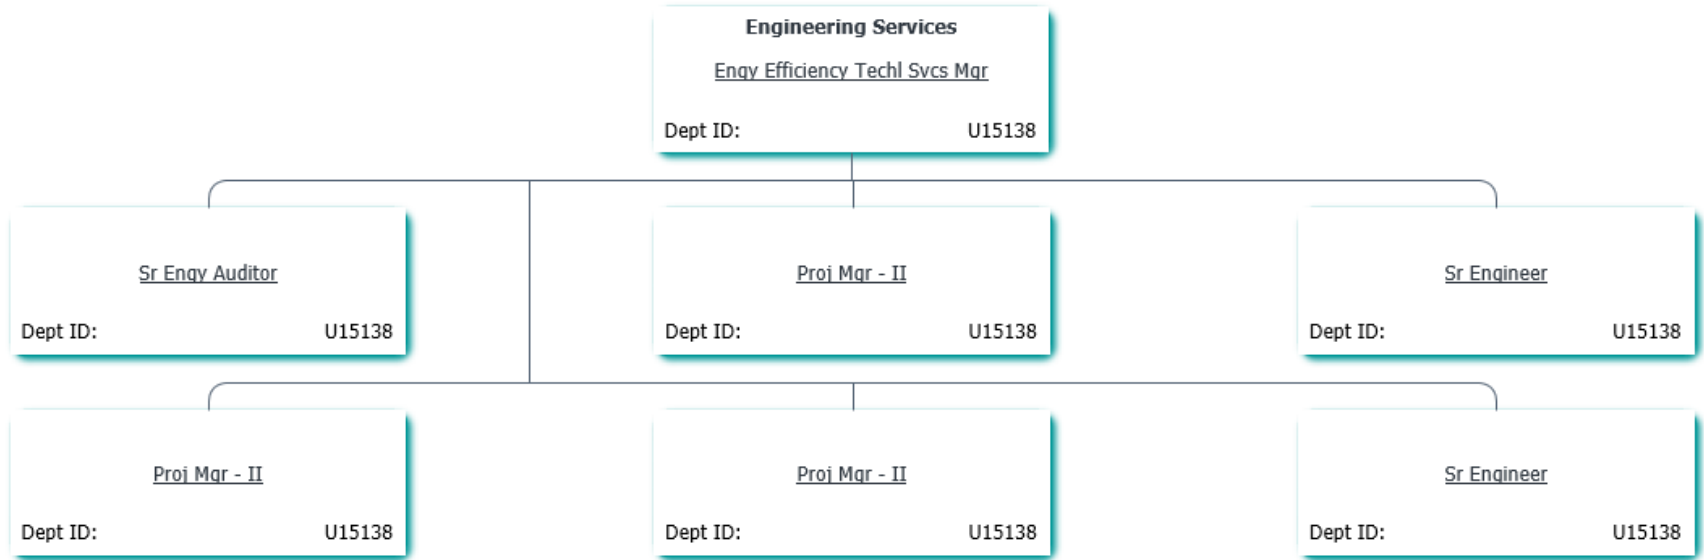 Engineering Services
Engy Efficiency Techl Svcs Mgr
Dept ID: U15138
Sr Engy Auditor
Dept ID: U15138
Proj Mgr - II
Dept ID: U15138
Sr Engineer
Dept ID: U15138
Proj Mgr - II
Dept ID: U15138
Proj Mgr - II
Dept ID: U15138
Sr Engineer
Dept ID: U15138